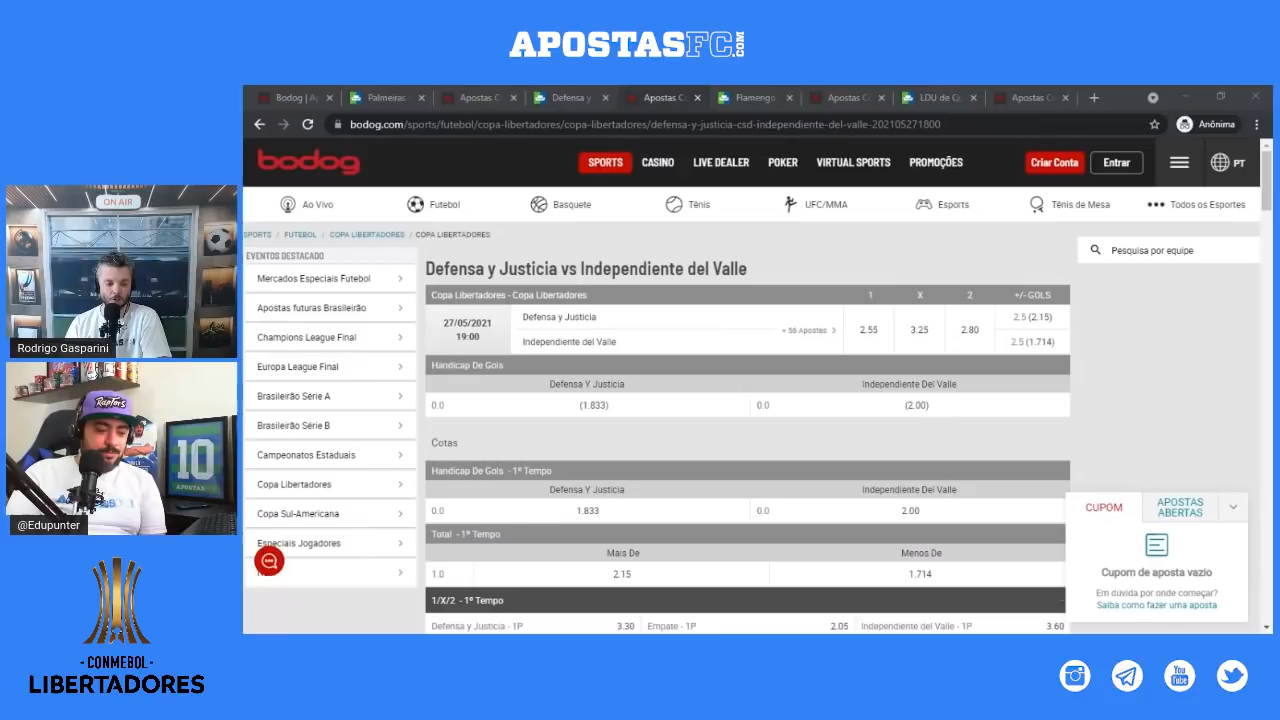 APOSTASFC.COM
Bodog | Ap
Palmeiras
Apostas C
Defensa y
Apostas C
Flamengo
Apostas C
LDU de Q
Apostas C
bodog.com/sports/futebol/copa-libertadores/copa-libertadores/defensa-y-justicia-csd-independiente-del-valle-202105271800
Anônima
bodog
SPORTS CASINO LIVE DEALER POKER VIRTUAL SPORTS PROMOÇÕES
Criar Conta Entrar PT
Ao Vivo Futebol Basquete Tênis UFC/MMA Esports Tênis de Mesa Todos os Esportes
SPORTS / FUTEBOL / COPA LIBERTADORES / COPA LIBERTADORES
EVENTOS DESTACADO
Mercados Especiais Futebol
Apostas futuras Brasileirão
Champions League Final
Europa League Final
Brasileirão Série A
Brasileirão Série B
Campeonatos Estaduais
Copa Libertadores
Copa Sul-Americana
Especiais Jogadores
Pesquisa por equipe
Defensa y Justicia vs Independiente del Valle
Copa Libertadores - Copa Libertadores 1 X 2 +/- GOLS
27/05/2021
19:00
Defensa y Justicia
Independiente del Valle
+ 56 Apostas
2.55 3.25 2.80
2.5 (2.15)
2.5 (1.714)
Handicap De Gols
Defensa Y Justicia Independiente Del Valle
0.0 (1.833) 0.0 (2.00)
Cotas
Handicap De Gols - 1º Tempo
Defensa Y Justicia Independiente Del Valle
0.0 1.833 0.0 2.00
Total - 1º Tempo
Mais De Menos De
1.0 2.15 1.714
1/X/2 - 1º Tempo
Defensa y Justicia - 1P 3.30 Empate - 1P 2.05 Independiente del Valle - 1P 3.60
CUPOM
APOSTAS
ABERTAS
Cupom de aposta vazio
Em dúvida por onde começar?
Saiba como fazer uma aposta
ON AIR
Rodrigo Gasparini
Raptors
10
APOSTAS
@Edupunter
- CONMEBOL -
LIBERTADORES
You
Tube